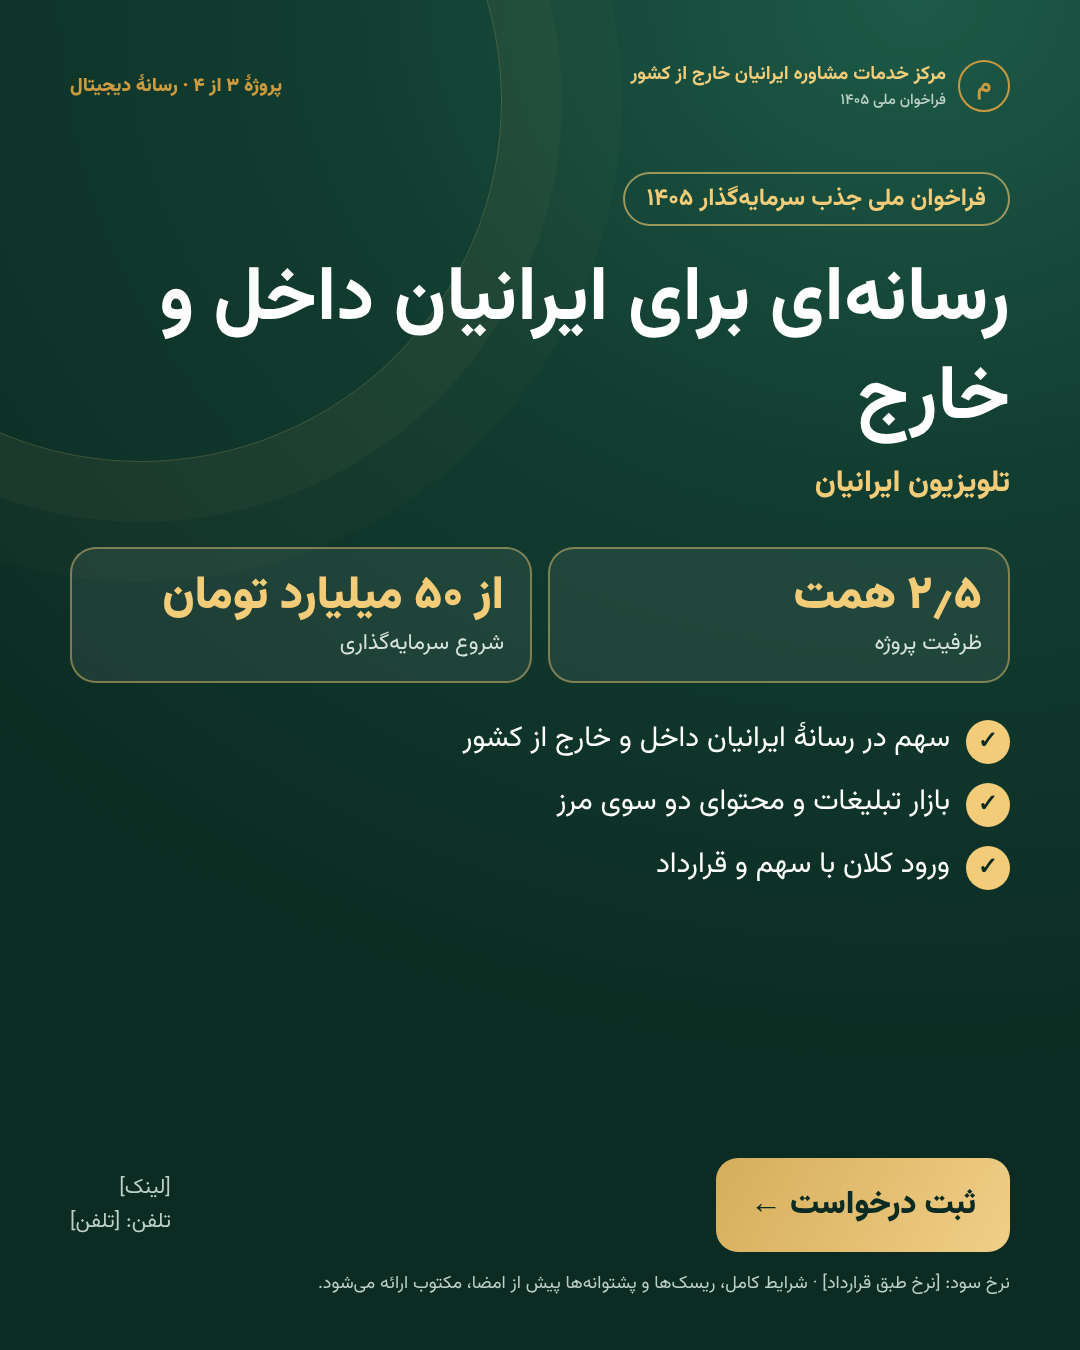 م
مرکز خدمات مشاوره ایرانیان خارج از کشور
فراخوان ملی ۱۴۰۵
پروژهٔ ۳ از ۴ · رسانهٔ دیجیتال
فراخوان ملی جذب سرمایه‌گذار ۱۴۰۵
رسانه‌ای برای ایرانیان داخل و
خارج
تلویزیون ایرانیان
۲٫۵ همت
ظرفیت پروژه
از ۵۰ میلیارد تومان
شروع سرمایه‌گذاری
✓ سهم در رسانهٔ ایرانیان داخل و خارج از کشور
✓ بازار تبلیغات و محتوای دو سوی مرز
✓ ورود کلان با سهم و قرارداد
ثبت درخواست ←
[لینک]
تلفن: [تلفن]
نرخ سود: [نرخ طبق قرارداد] · شرایط کامل، ریسک‌ها و پشتوانه‌ها پیش از امضا، مکتوب ارائه می‌شود.